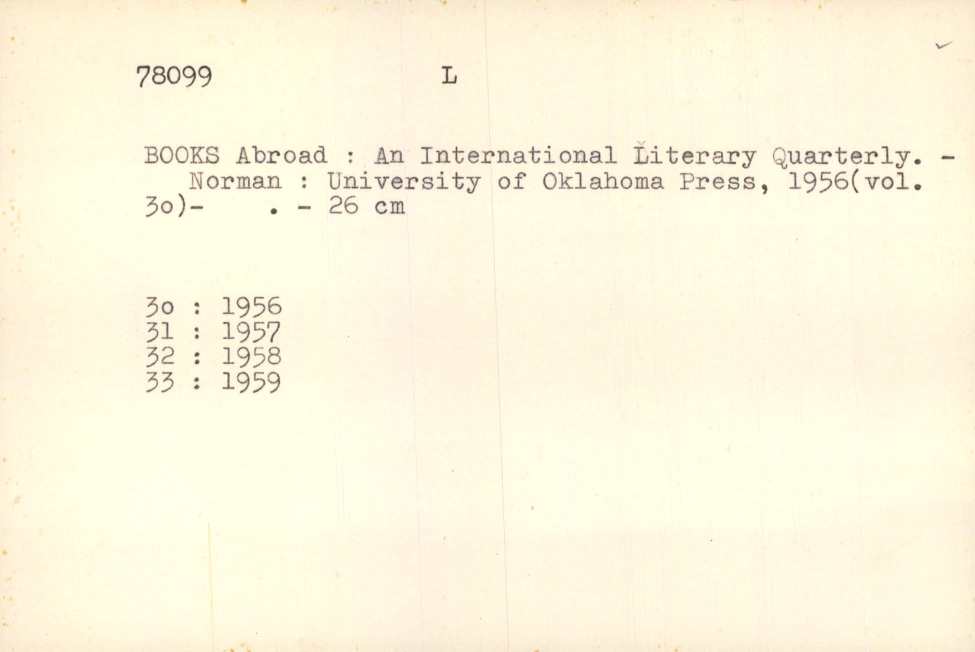 78099 L
BOOKS Abroad : An International Literary Quarterly. -
Norman : University of Oklahoma Press, 1956(vol.
3o)- . - 26 cm
3o : 1956
31 : 1957
32 : 1958
33 : 1959